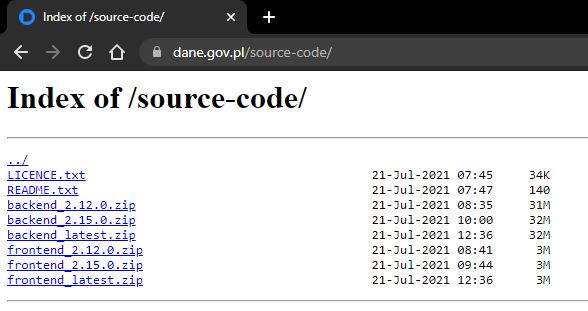 Index of /source-code/
dane.gov.pl/source-code/
Index of /source-code/
../
LICENCE.txt 21-Jul-2021 07:45 34K
README.txt 21-Jul-2021 07:47 140
backend_2.12.0.zip 21-Jul-2021 08:35 31M
backend_2.15.0.zip 21-Jul-2021 10:00 32M
backend_latest.zip 21-Jul-2021 12:36 32M
frontend_2.12.0.zip 21-Jul-2021 08:41 3M
frontend_2.15.0.zip 21-Jul-2021 09:44 3M
frontend_latest.zip 21-Jul-2021 12:36 3M